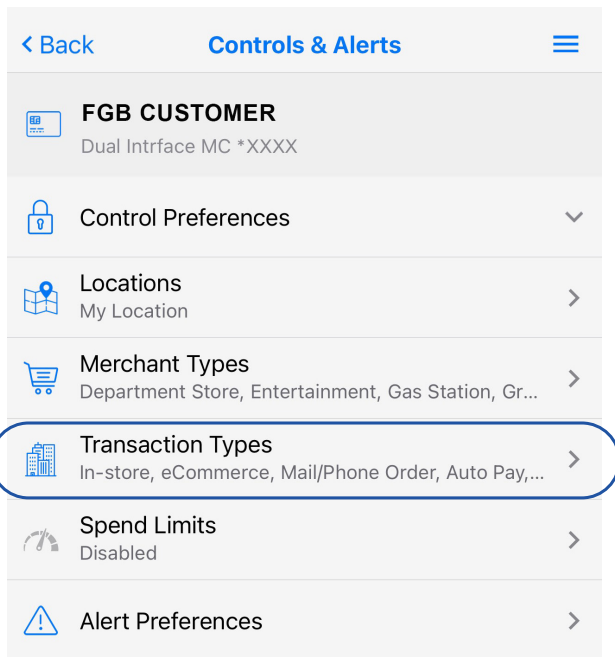 Back
Controls & Alerts
FGB CUSTOMER
Dual Intrface MC *XXXX
Control Preferences
Locations
My Location
Merchant Types
Department Store, Entertainment, Gas Station, Gr...
Transaction Types
In-store, eCommerce, Mail/Phone Order, Auto Pay,...
Spend Limits
Disabled
Alert Preferences